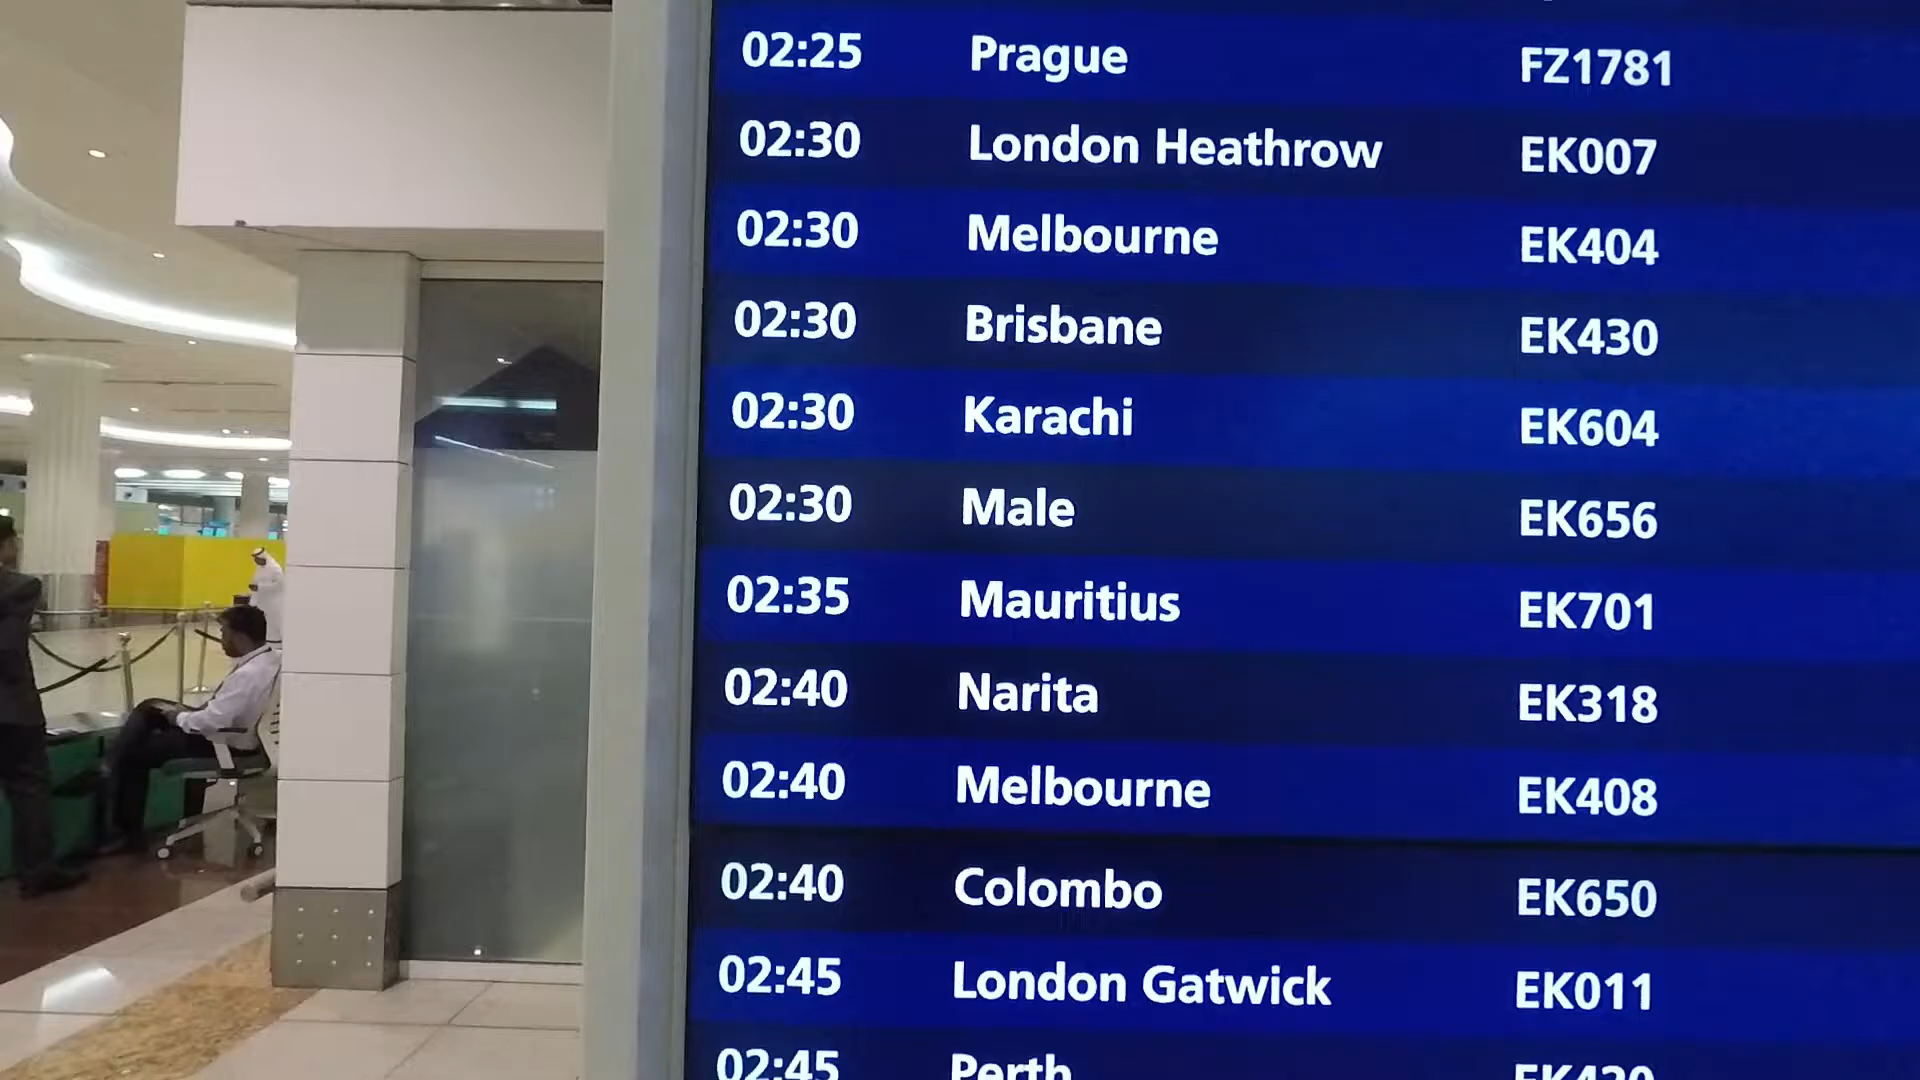 02:25 Prague FZ1781
02:30 London Heathrow EK007
02:30 Melbourne EK404
02:30 Brisbane EK430
02:30 Karachi EK604
02:30 Male EK656
02:35 Mauritius EK701
02:40 Narita EK318
02:40 Melbourne EK408
02:40 Colombo EK650
02:45 London Gatwick EK011
02:45 Perth EK420